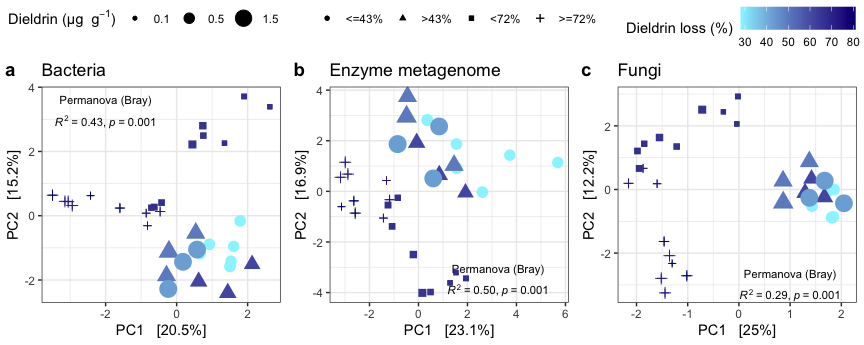 Dieldrin (µg g⁻¹) 0.1 0.5 1.5 <=43% >43% <72% >=72% Dieldrin loss (%)
30 40 50 60 70 80
a Bacteria
Permanova (Bray)
R² = 0.43, p = 0.001
4
2
0
-2
PC2 [15.2%]
-2 0 2
PC1 [20.5%]
b Enzyme metagenome
Permanova (Bray)
R² = 0.50, p = 0.001
4
2
0
-2
-4
PC2 [16.9%]
-2 0 2 4 6
PC1 [23.1%]
c Fungi
Permanova (Bray)
R² = 0.29, p = 0.001
2
0
-2
PC2 [12.2%]
-2 -1 0 1 2
PC1 [25%]